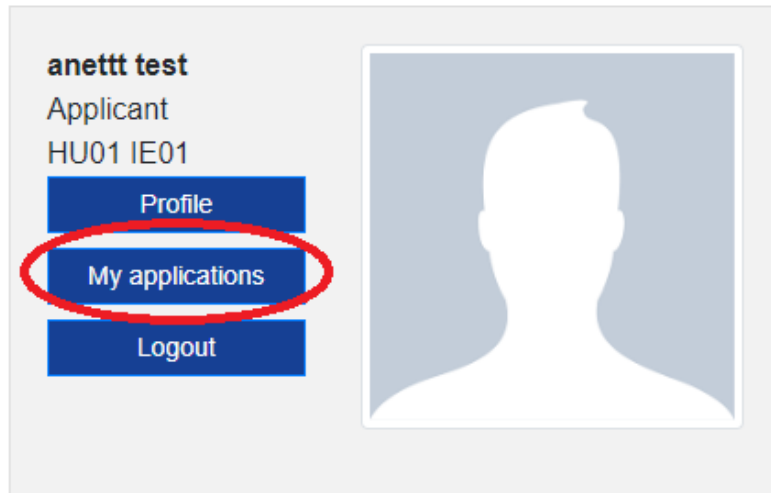 anettt test
Applicant
HU01 IE01
Profile
My applications
Logout